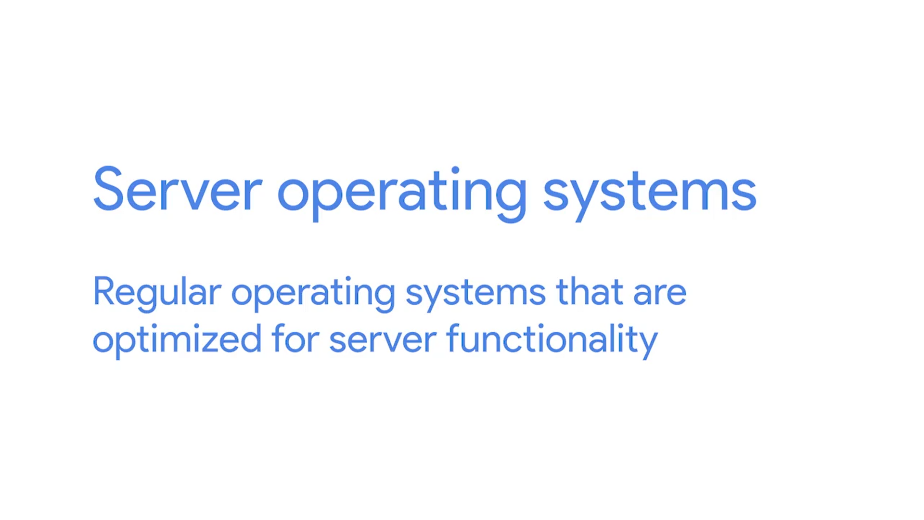 Server operating systems
Regular operating systems that are
optimized for server functionality